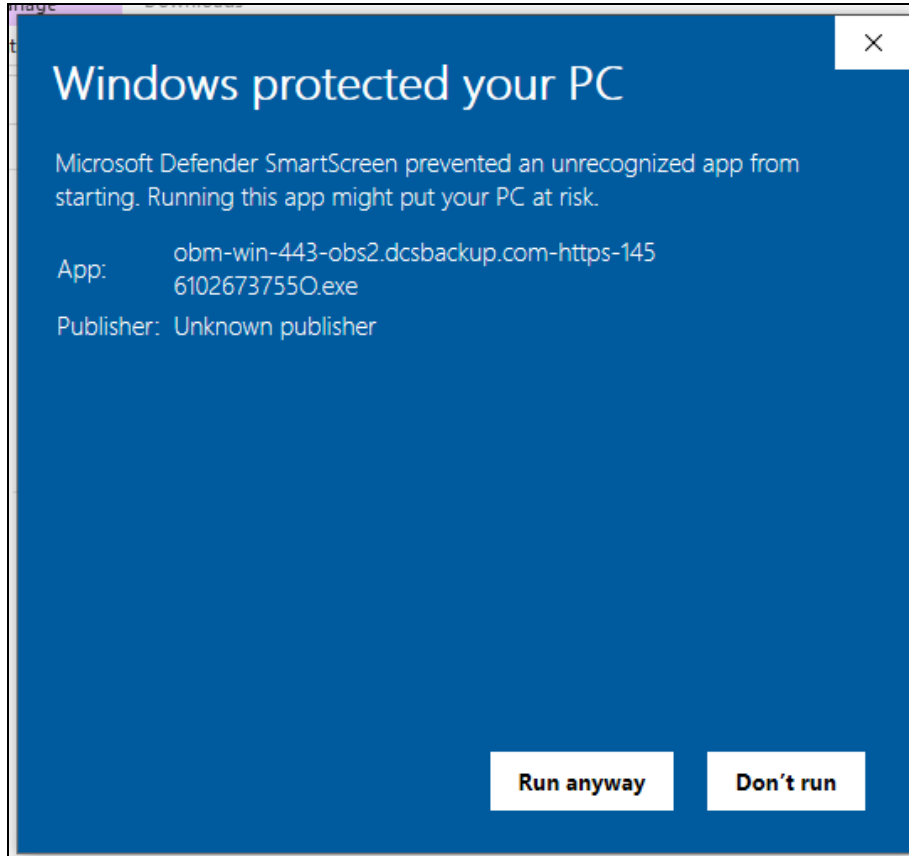 Windows protected your PC
Microsoft Defender SmartScreen prevented an unrecognized app from
starting. Running this app might put your PC at risk.
App: obm-win-443-obs2.dcsbackup.com-https-145
6102673755O.exe
Publisher: Unknown publisher
Run anyway Don't run